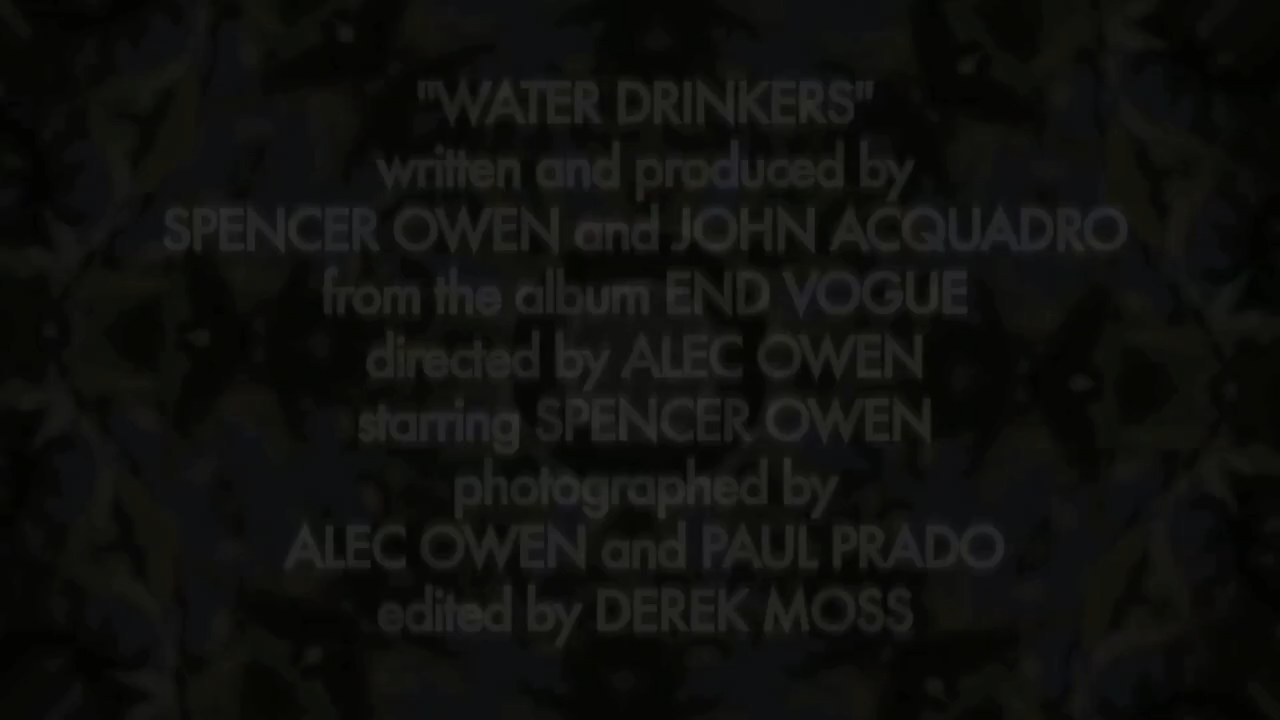 "WATER DRINKERS"
written and produced by
SPENCER OWEN and JOHN ACQUADRO
from the album END VOGUE
directed by ALEC OWEN
starring SPENCER OWEN
photographed by
ALEC OWEN and PAUL PRADO
edited by DEREK MOSS